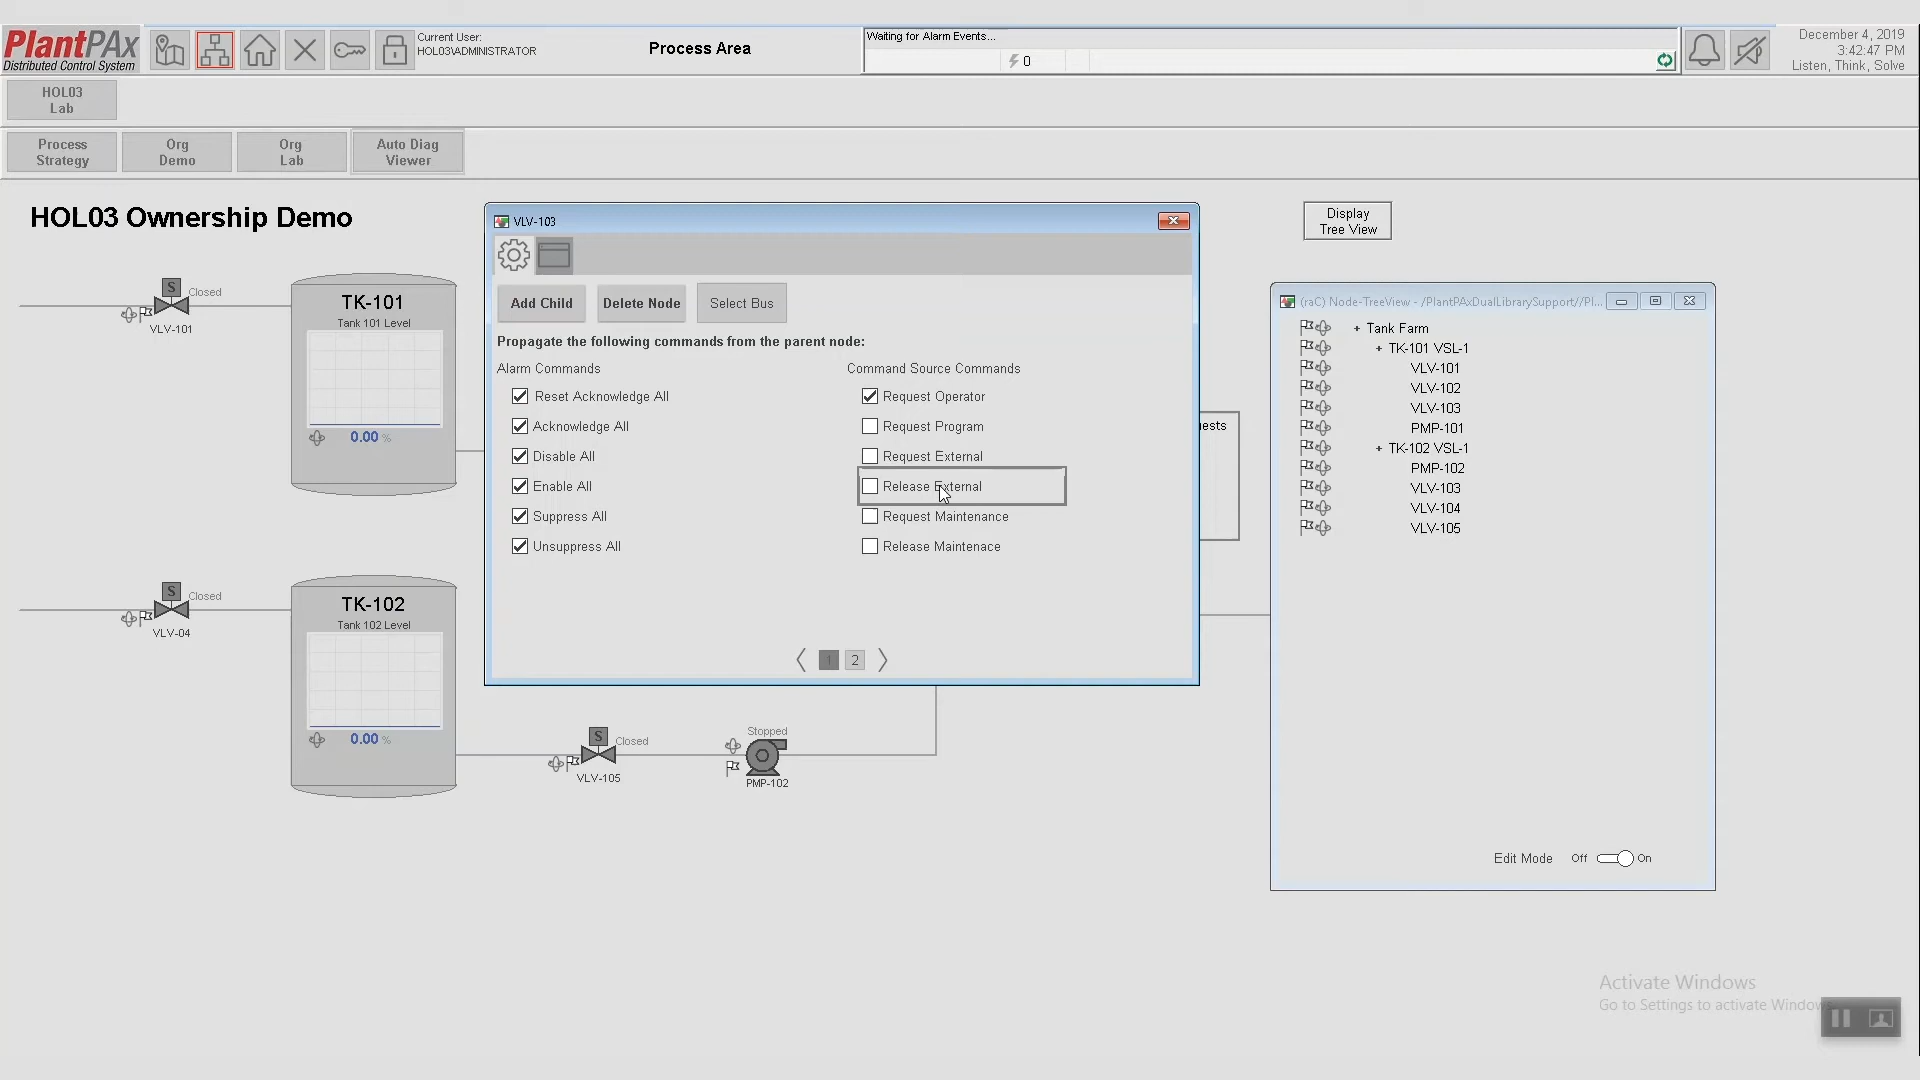 PlantPAx
Distributed Control System
Current User:
HOL03\ADMINISTRATOR
Process Area
Waiting for Alarm Events...
0
December 4, 2019
3:42:47 PM
Listen, Think, Solve
HOL03
Lab
Process
Strategy
Org
Demo
Org
Lab
Auto Diag
Viewer
HOL03 Ownership Demo
S
Closed
VLV-101
TK-101
Tank 101 Level
0.00 %
S
Closed
VLV-04
TK-102
Tank 102 Level
0.00 %
VLV-103
Add Child
Delete Node
Select Bus
Propagate the following commands from the parent node:
Alarm Commands
Command Source Commands
Reset Acknowledge All
Request Operator
Acknowledge All
Request Program
Disable All
Request External
Enable All
Release External
Suppress All
Request Maintenance
Unsuppress All
Release Maintenace
1
2
S
Closed
VLV-105
Stopped
PMP-102
Display
Tree View
(raC) Node-TreeView - /PlantPAxDualLibrarySupport//Pl...
+ Tank Farm
+ TK-101 VSL-1
VLV-101
VLV-102
VLV-103
PMP-101
+ TK-102 VSL-1
PMP-102
VLV-103
VLV-104
VLV-105
Edit Mode Off On
Activate Windows
Go to Settings to activate Window